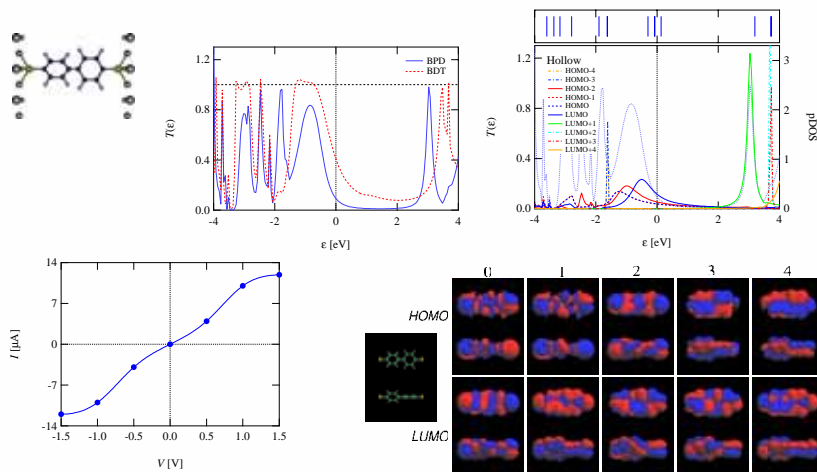 1.2
0.8
0.4
0.0
T(ε)
BPD
BDT
-4
-2
0
2
4
ε [eV]
1.2
0.8
0.4
0.0
T(ε)
Hollow
HOMO-4
HOMO-3
HOMO-2
HOMO-1
HOMO
LUMO
LUMO+1
LUMO+2
LUMO+3
LUMO+4
3
2
1
0
pDOS
-4
-2
0
2
4
ε [eV]
14
7
0
-7
-14
I [μA]
-1.5
-1.0
-0.5
0.0
0.5
1.0
1.5
V [V]
0 1 2 3 4
HOMO
LUMO